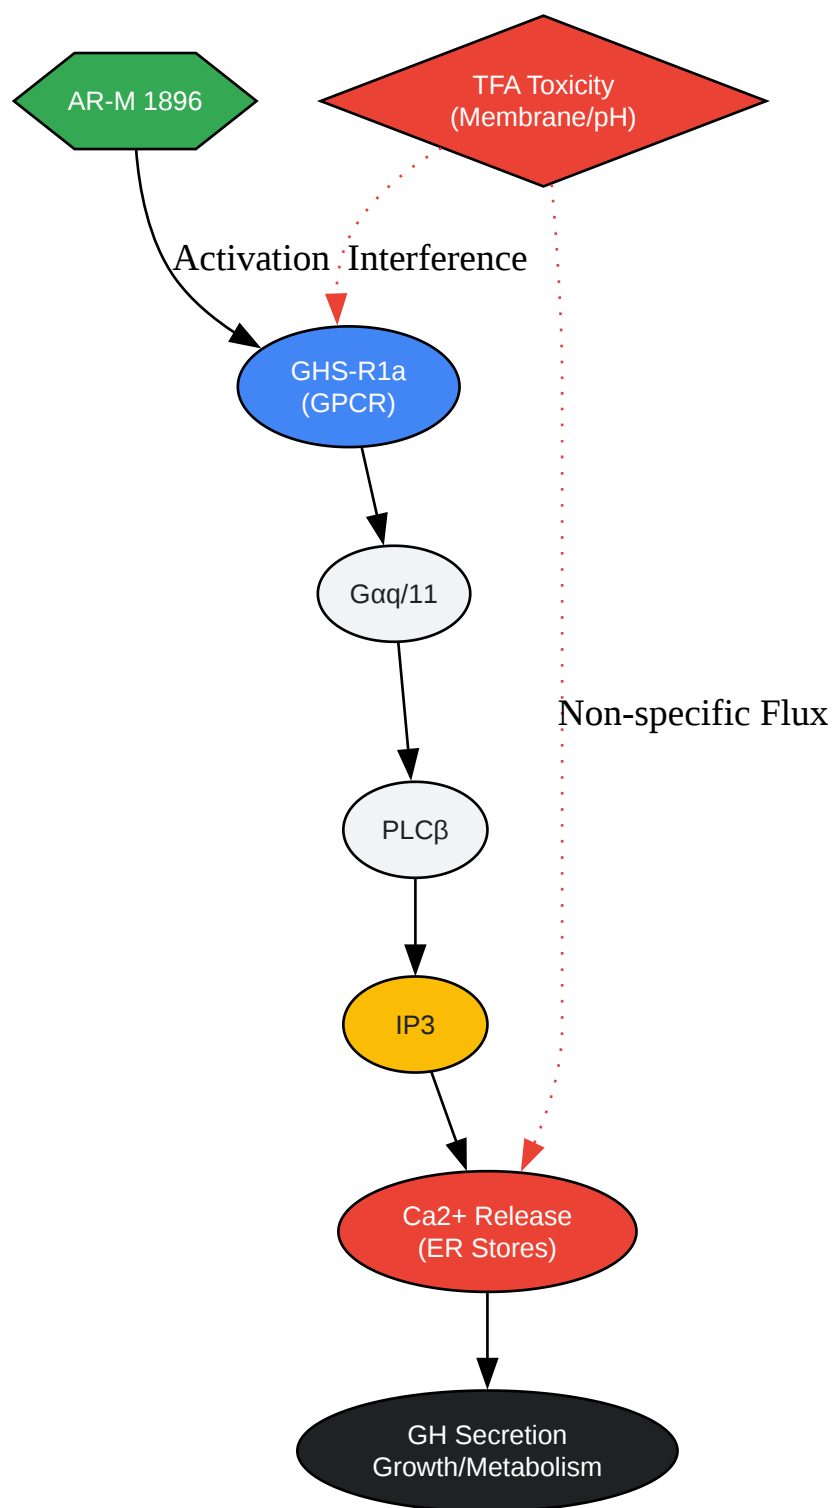 AR-M 1896
TFA Toxicity
(Membrane/pH)
Activation
Interference
GHS-R1a
(GPCR)
Gαq/11
Non-specific Flux
PLCβ
IP3
Ca2+ Release
(ER Stores)
GH Secretion
Growth/Metabolism